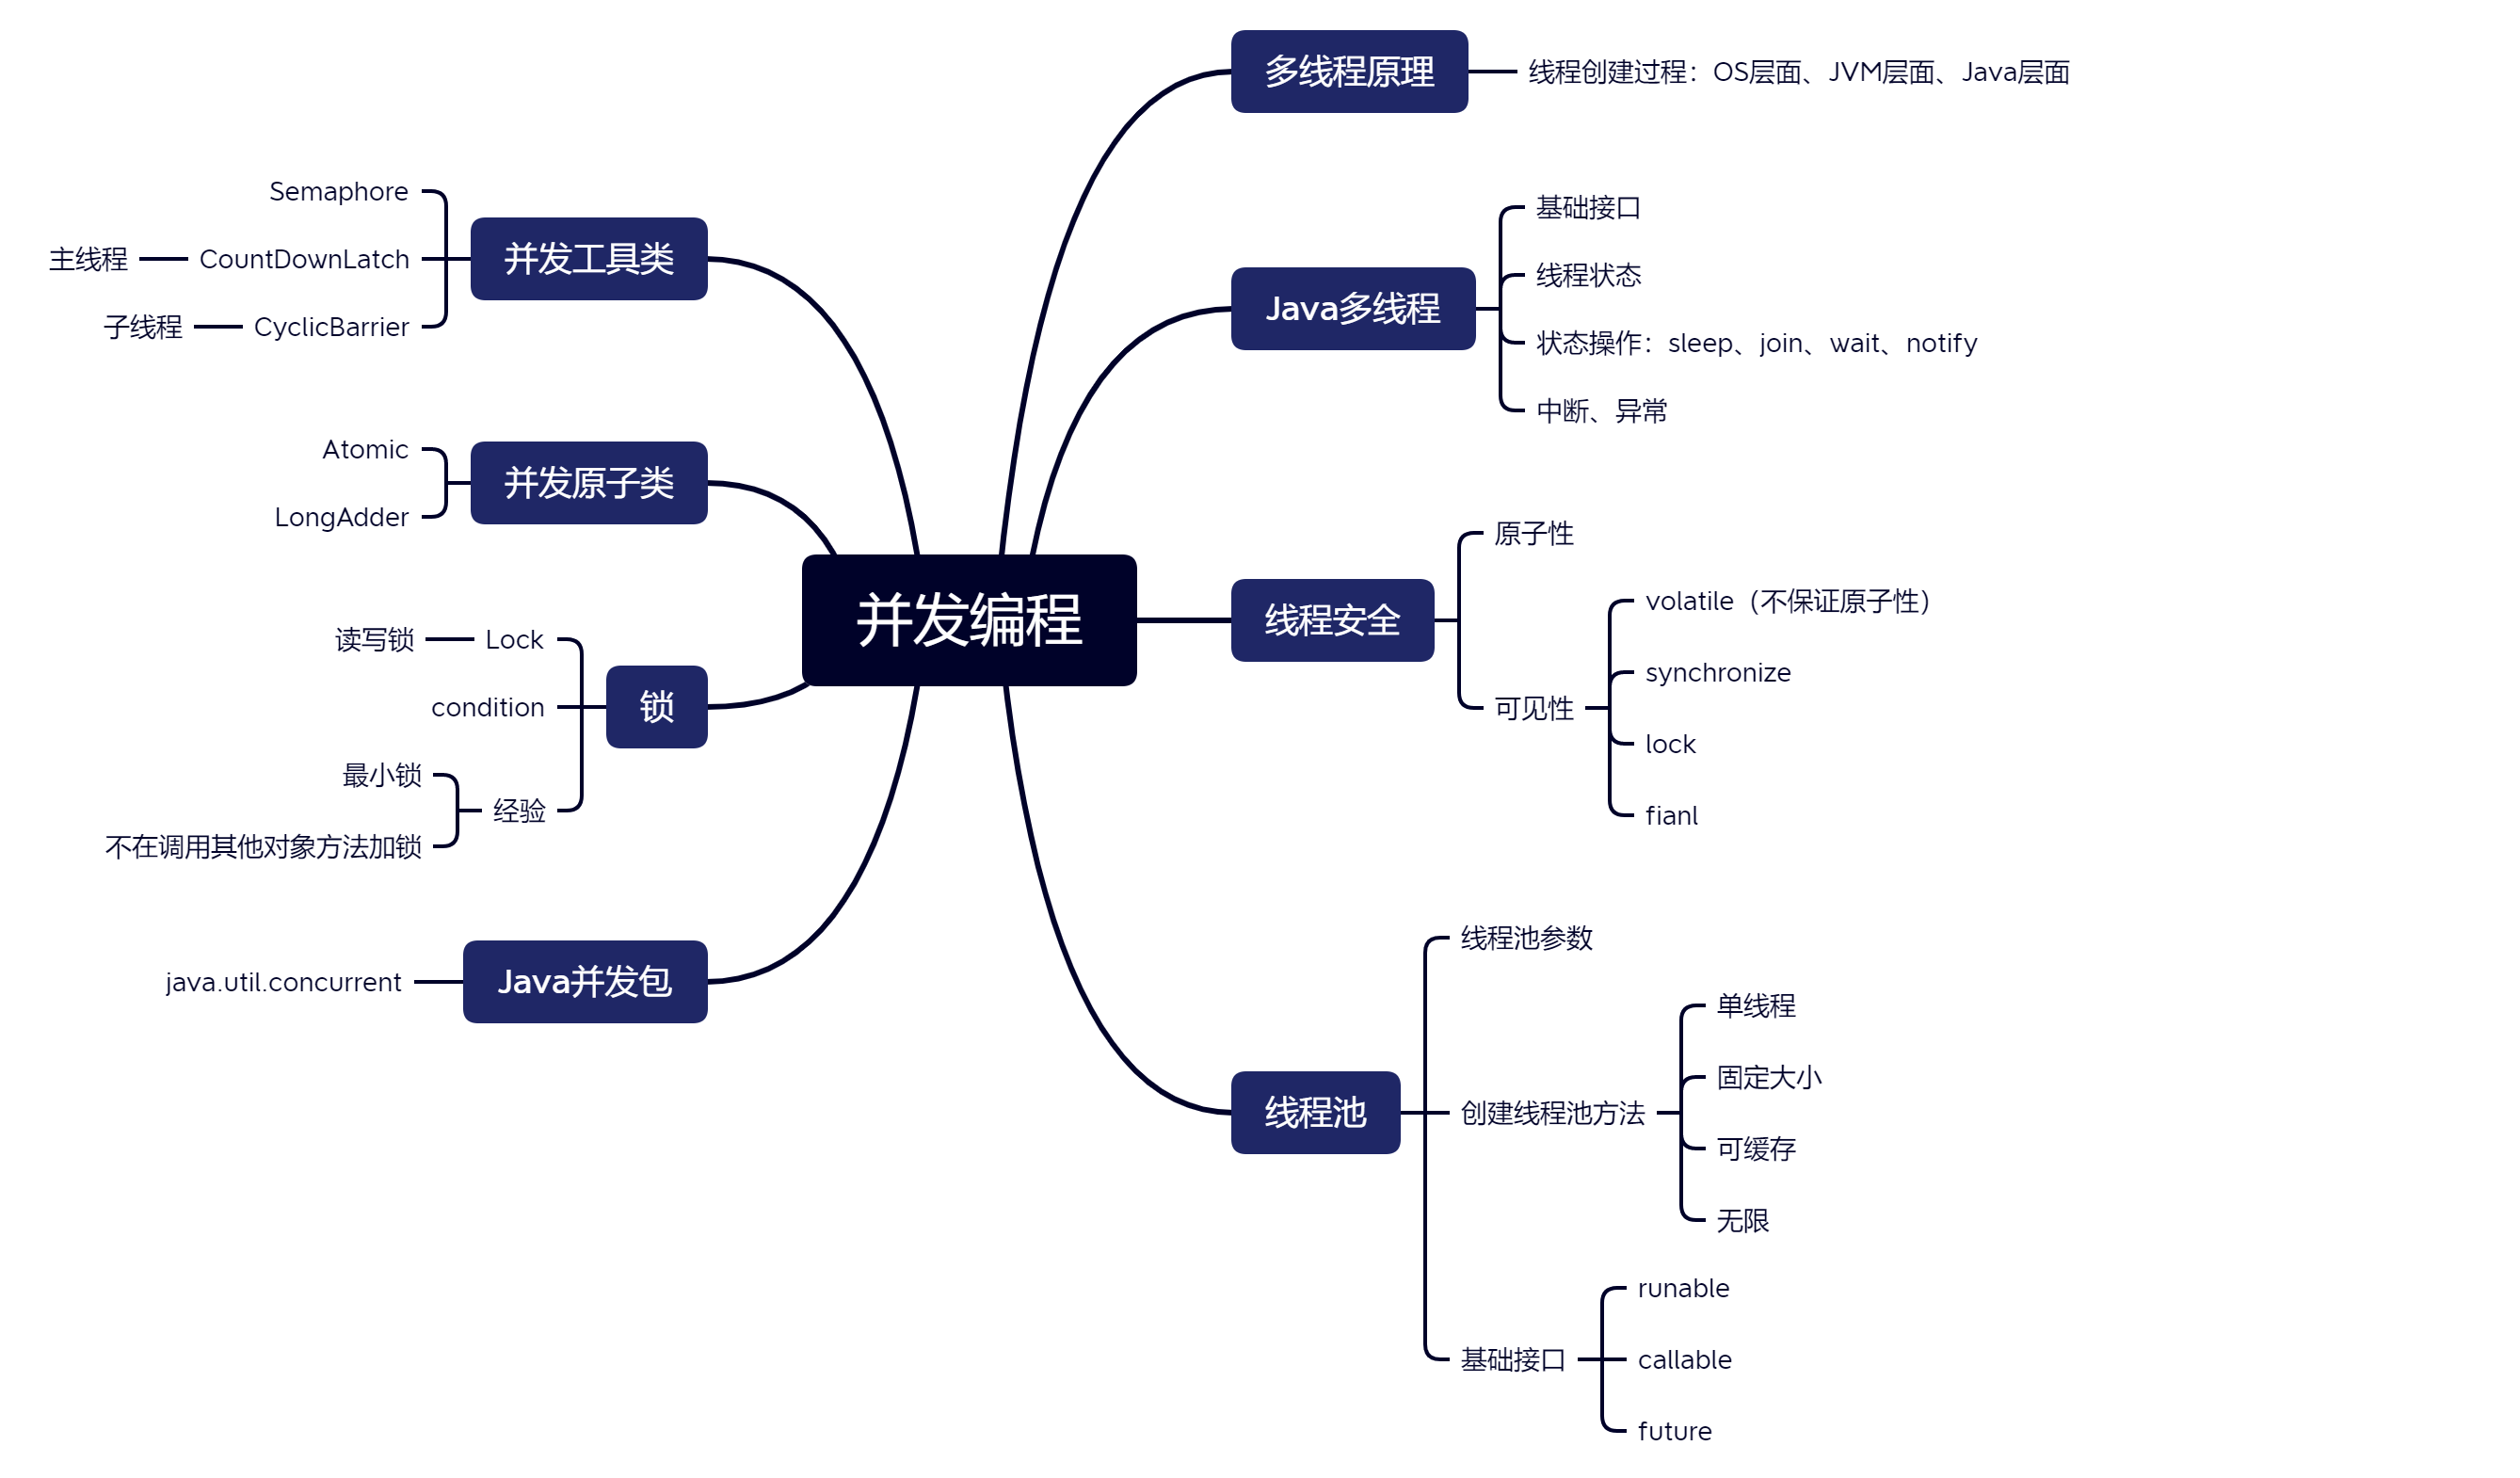 并发编程
多线程原理
线程创建过程：OS层面、JVM层面、Java层面
Java多线程
基础接口
线程状态
状态操作：sleep、join、wait、notify
中断、异常
线程安全
原子性
可见性
volatile（不保证原子性）
synchronize
lock
fianl
线程池
线程池参数
创建线程池方法
单线程
固定大小
可缓存
无限
基础接口
runable
callable
future
并发工具类
Semaphore
CountDownLatch
主线程
CyclicBarrier
子线程
并发原子类
Atomic
LongAdder
锁
Lock
读写锁
condition
经验
最小锁
不在调用其他对象方法加锁
Java并发包
java.util.concurrent